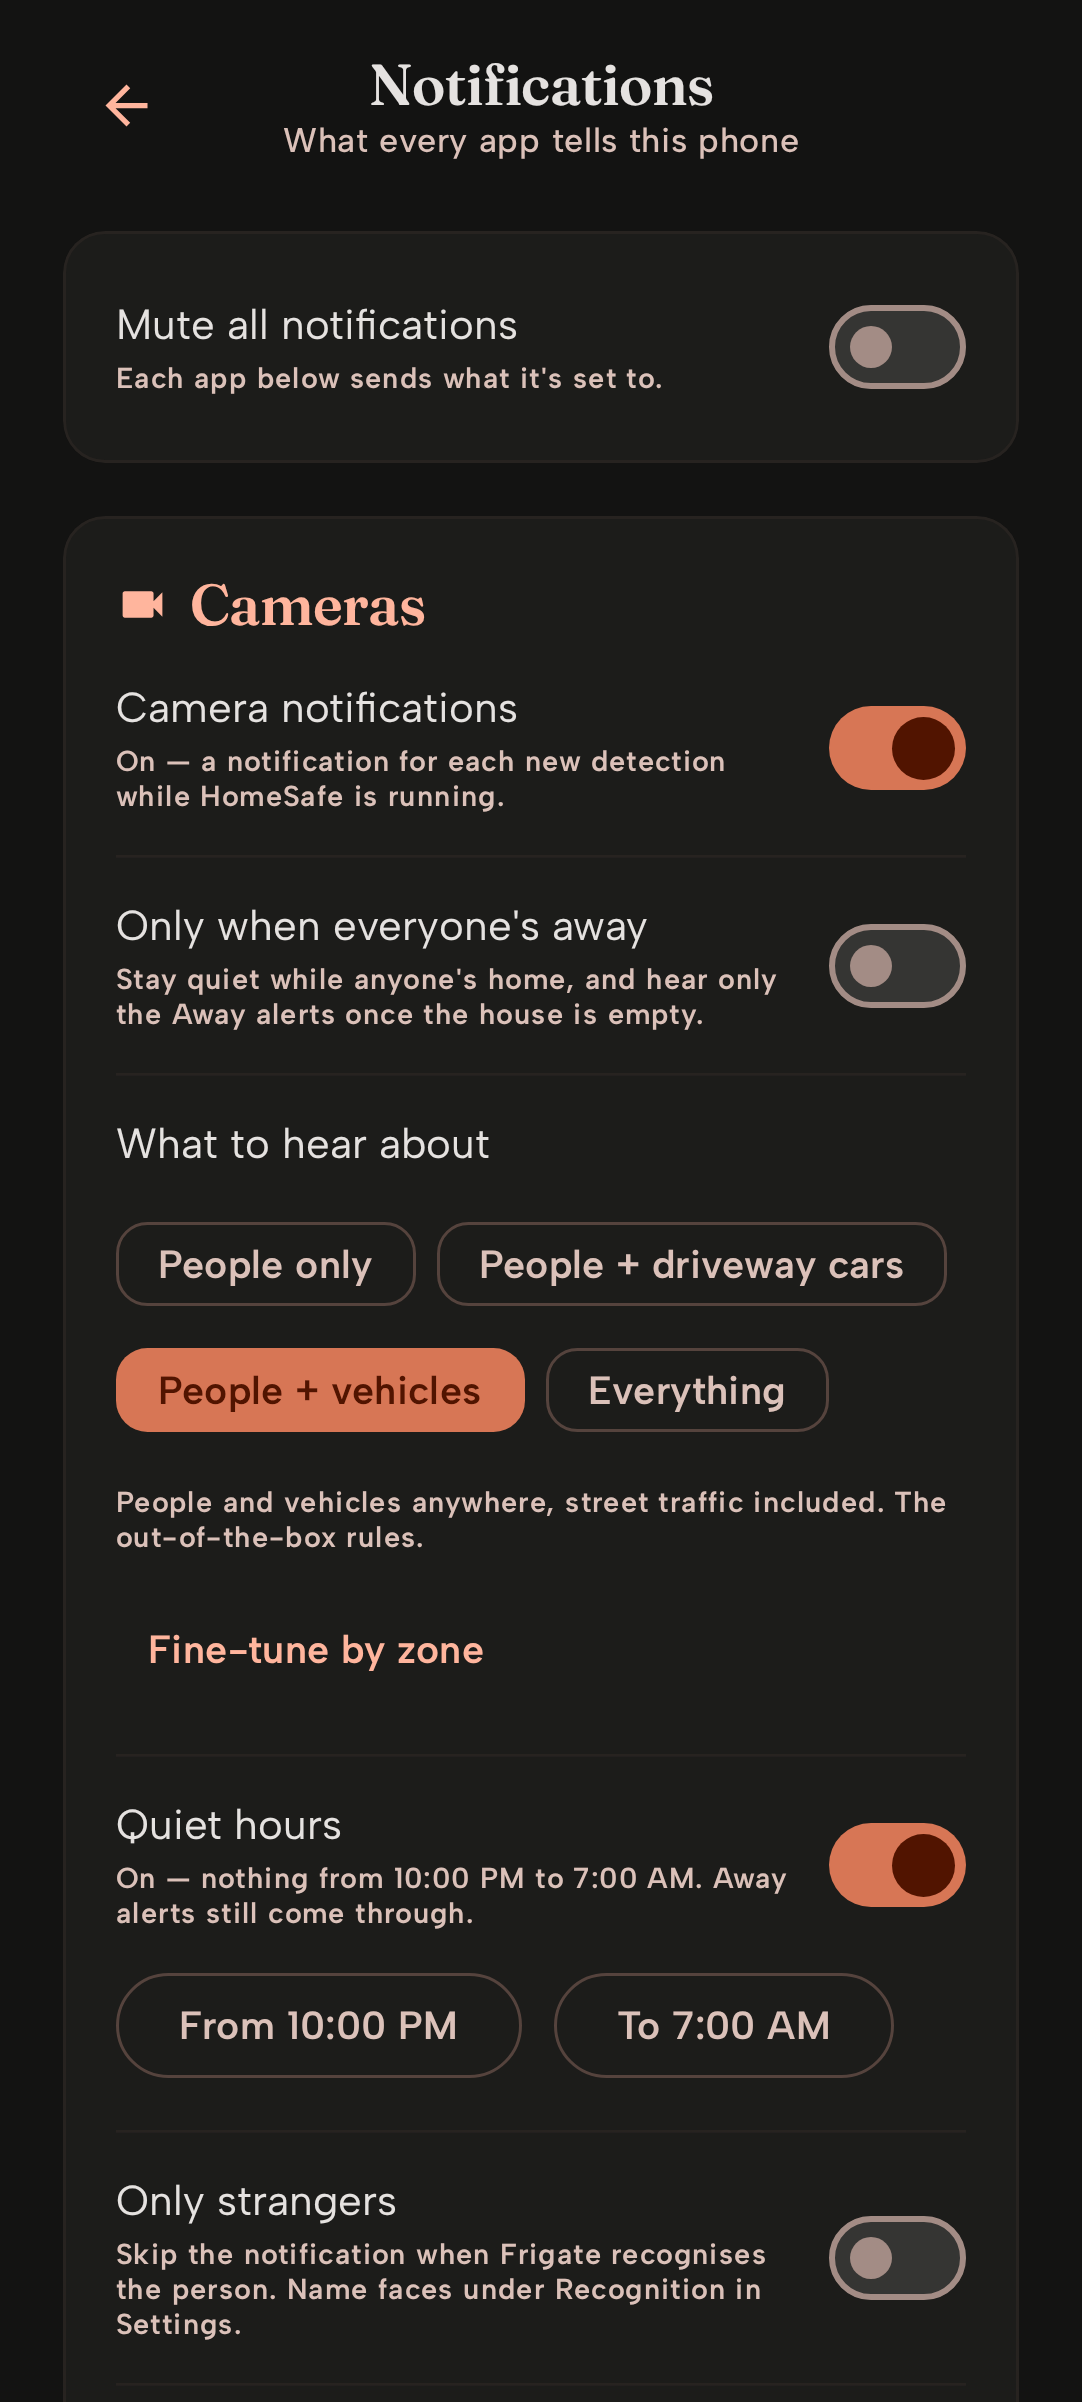 Notifications
What every app tells this phone
Mute all notifications
Each app below sends what it's set to.
Cameras
Camera notifications
On — a notification for each new detection
while HomeSafe is running.
Only when everyone's away
Stay quiet while anyone's home, and hear only
the Away alerts once the house is empty.
What to hear about
People only
People + driveway cars
People + vehicles
Everything
People and vehicles anywhere, street traffic included. The
out-of-the-box rules.
Fine-tune by zone
Quiet hours
On — nothing from 10:00 PM to 7:00 AM. Away
alerts still come through.
From 10:00 PM
To 7:00 AM
Only strangers
Skip the notification when Frigate recognises
the person. Name faces under Recognition in
Settings.